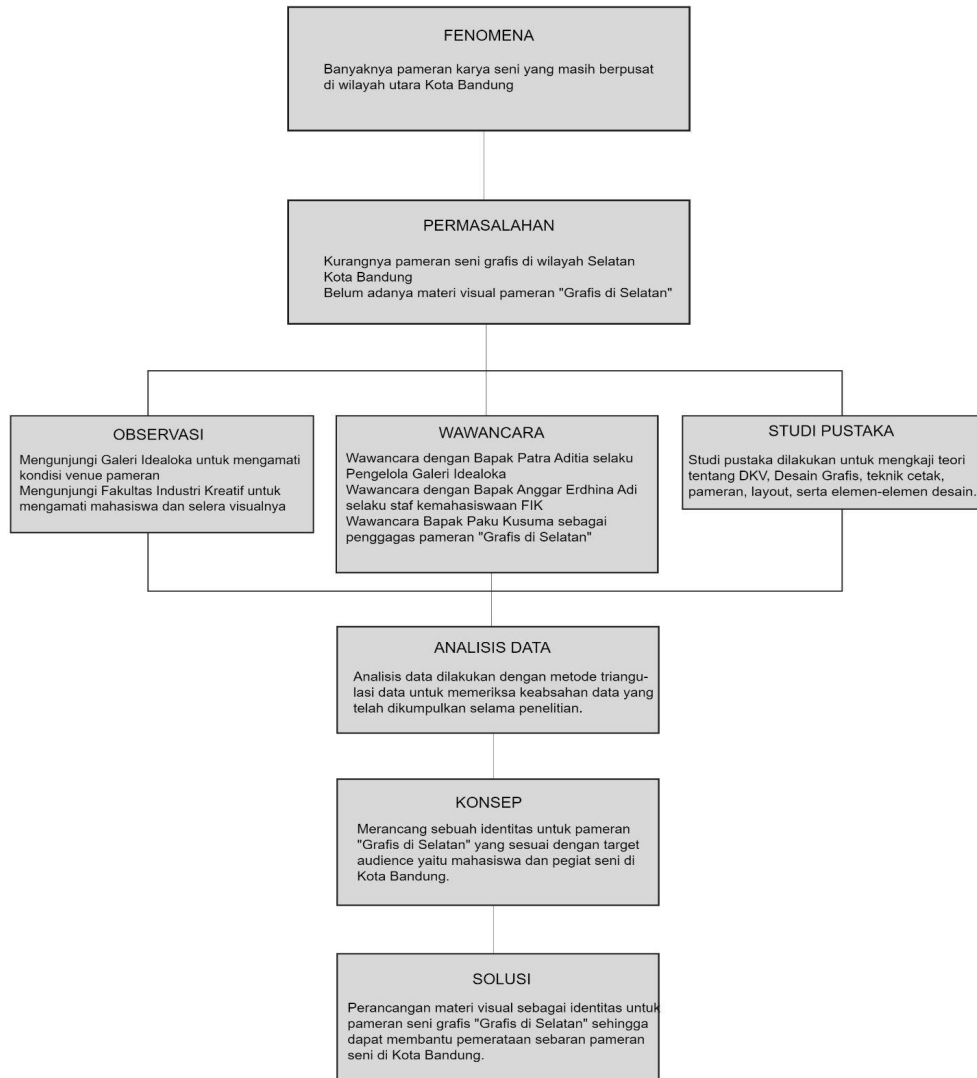 FENOMENA
Banyaknya pameran karya seni yang masih berpusat
di wilayah utara Kota Bandung
PERMASALAHAN
Kurangnya pameran seni grafis di wilayah Selatan
Kota Bandung
Belum adanya materi visual pameran "Grafis di Selatan"
OBSERVASI
Mengunjungi Galeri Idealoka untuk mengamati
kondisi venue pameran
Mengunjungi Fakultas Industri Kreatif untuk
mengamati mahasiswa dan selera visualnya
WAWANCARA
Wawancara dengan Bapak Patra Aditia selaku
Pengelola Galeri Idealoka
Wawancara dengan Bapak Anggar Erdhina Adi
selaku staf kemahasiswaan FIK
Wawancara Bapak Paku Kusuma sebagai
penggagas pameran "Grafis di Selatan"
STUDI PUSTAKA
Studi pustaka dilakukan untuk mengkaji teori
tentang DKV, Desain Grafis, teknik cetak,
pameran, layout, serta elemen-elemen desain.
ANALISIS DATA
Analisis data dilakukan dengan metode triangu-
lasi data untuk memeriksa keabsahan data yang
telah dikumpulkan selama penelitian.
KONSEP
Merancang sebuah identitas untuk pameran
"Grafis di Selatan" yang sesuai dengan target
audience yaitu mahasiswa dan pegiat seni di
Kota Bandung.
SOLUSI
Perancangan materi visual sebagai identitas untuk
pameran seni grafis "Grafis di Selatan" sehingga
dapat membantu pemerataan sebaran pameran
seni di Kota Bandung.